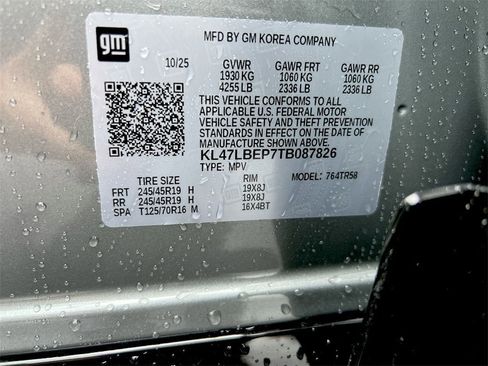 gm
MFD BY GM KOREA COMPANY
10/25 GVWR GAWR FRT GAWR RR
1930 KG 1060 KG 1060 KG
4255 LB 2336 LB 2336 LB
THIS VEHICLE CONFORMS TO ALL
APPLICABLE U.S. FEDERAL MOTOR
VEHICLE SAFETY AND THEFT PREVENTION
STANDARDS IN EFFECT ON THE DATE OF
MANUFACTURE SHOWN ABOVE.
KL47LBEP7TB087826
TYPE: MPV MODEL: 764TR58
TIRE SIZE RIM
FRT 245/45R19 H 19X8J
RR 245/45R19 H 19X8J
SPA T125/70R16 M 16X4BT